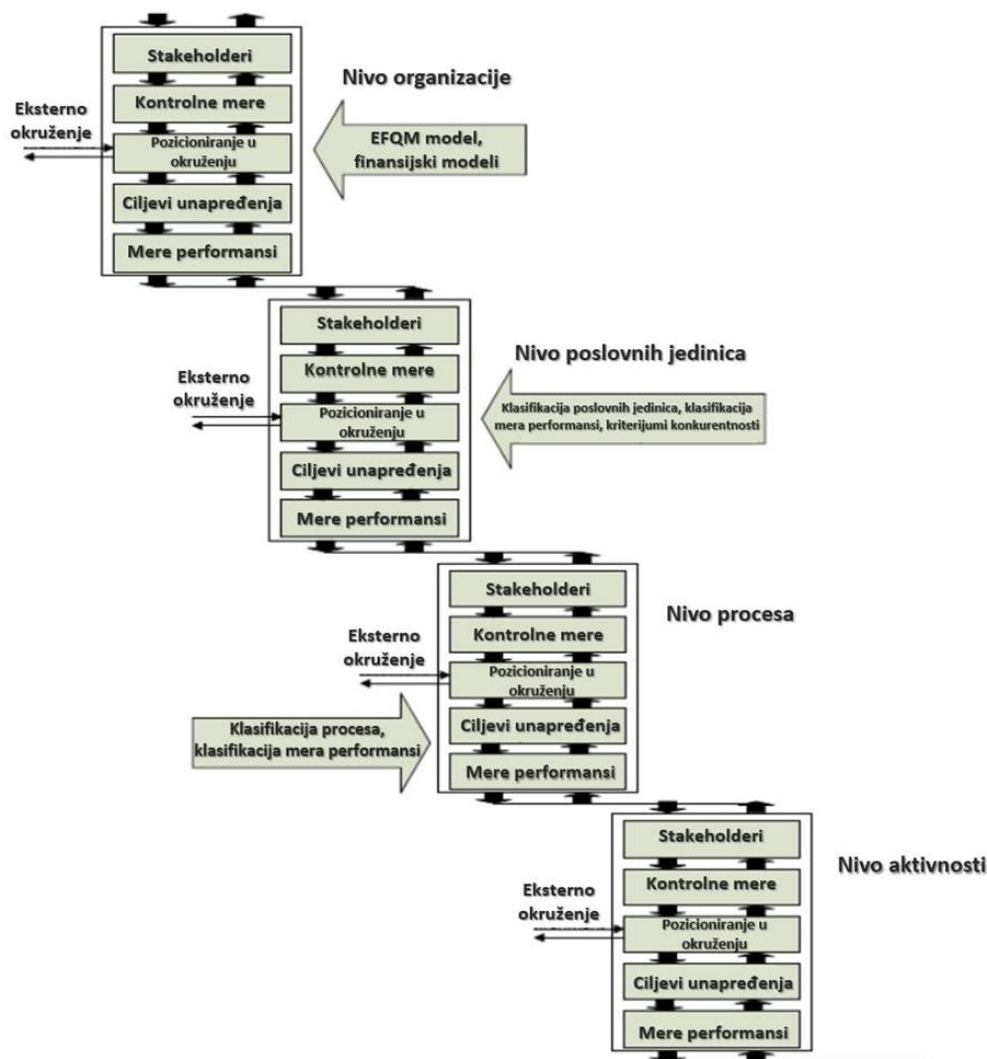 Stakeholderi
Nivo organizacije
Kontrolne mere
Eksterno
okruženje
Pozicioniranje u
okruženju
EFQM model,
finansijski modeli
Ciljevi unapređenja
Mere performansi
Stakeholderi
Nivo poslovnih jedinica
Kontrolne mere
Eksterno
okruženje
Pozicioniranje u
okruženju
Klasifikacija poslovnih jedinica, klasifikacija
mera performansi, kriterijumi konkurentnosti
Ciljevi unapređenja
Mere performansi
Stakeholderi
Nivo procesa
Kontrolne mere
Eksterno
okruženje
Pozicioniranje u
okruženju
Klasifikacija procesa,
klasifikacija mera performansi
Ciljevi unapređenja
Mere performansi
Stakeholderi
Nivo aktivnosti
Kontrolne mere
Eksterno
okruženje
Pozicioniranje u
okruženju
Ciljevi unapređenja
Mere performansi